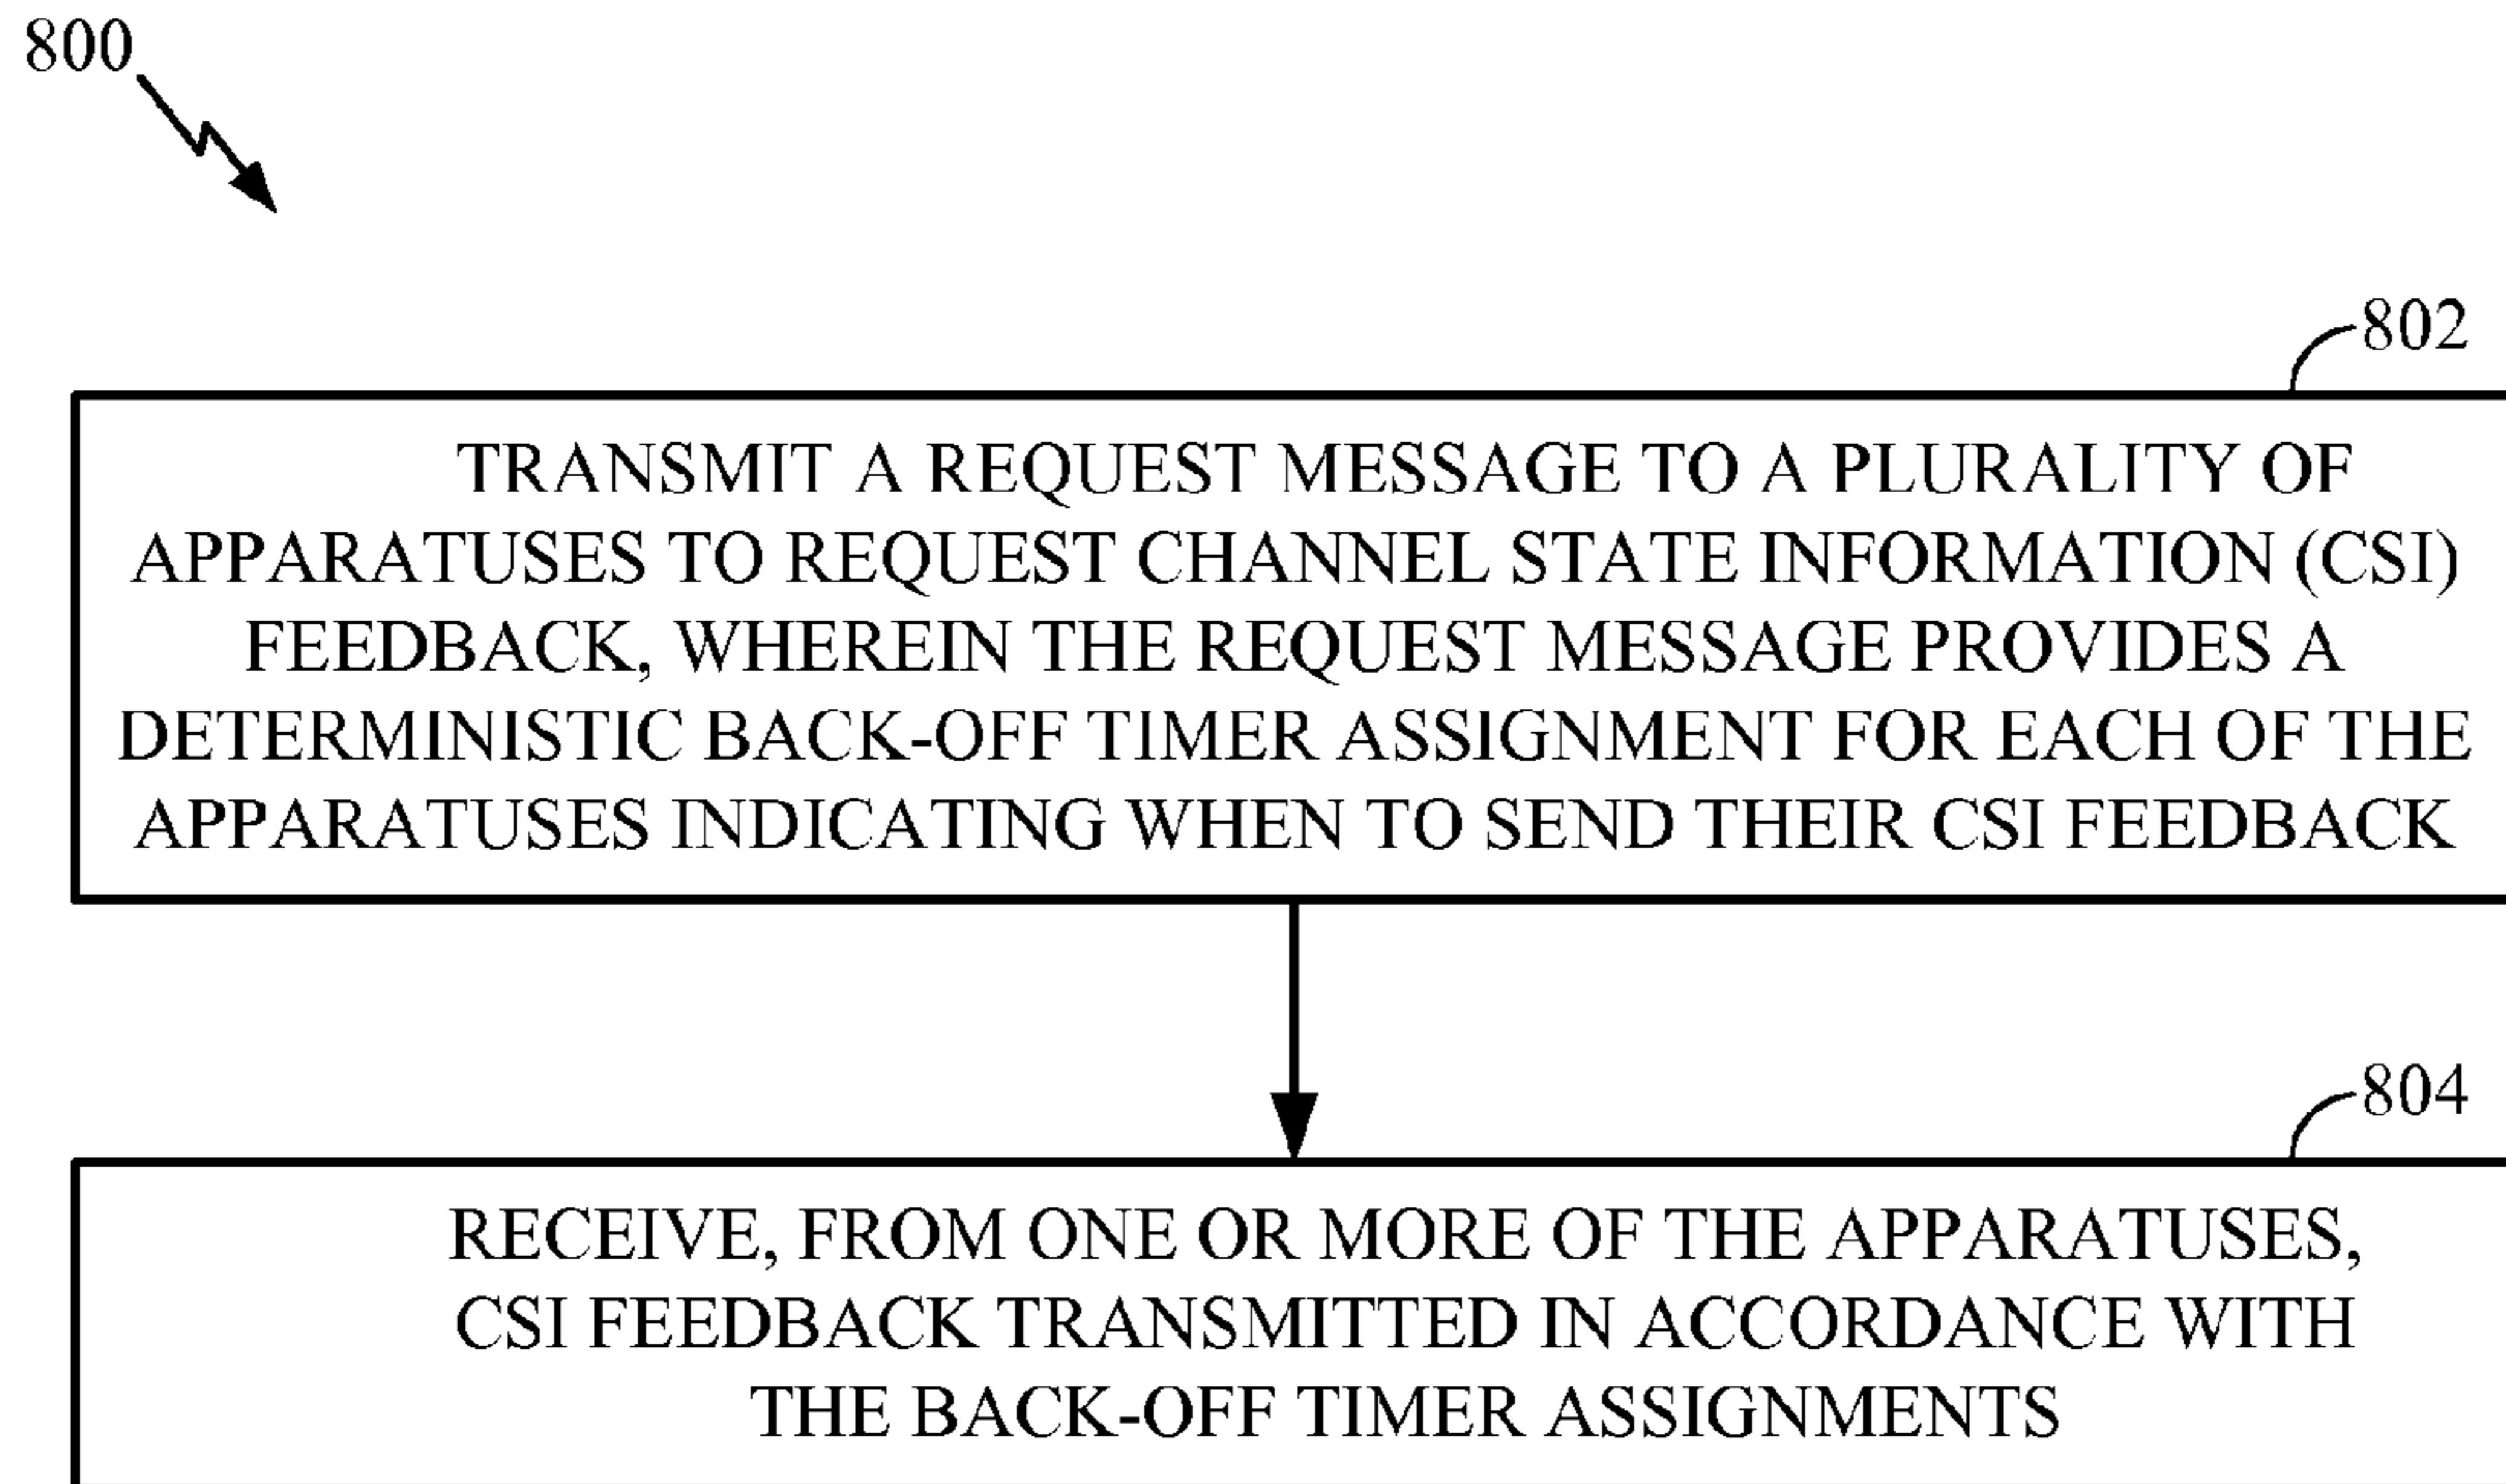 800
802
TRANSMIT A REQUEST MESSAGE TO A PLURALITY OF
APPARATUSES TO REQUEST CHANNEL STATE INFORMATION (CSI)
FEEDBACK, WHEREIN THE REQUEST MESSAGE PROVIDES A
DETERMINISTIC BACK-OFF TIMER ASSIGNMENT FOR EACH OF THE
APPARATUSES INDICATING WHEN TO SEND THEIR CSI FEEDBACK
804
RECEIVE, FROM ONE OR MORE OF THE APPARATUSES,
CSI FEEDBACK TRANSMITTED IN ACCORDANCE WITH
THE BACK-OFF TIMER ASSIGNMENTS